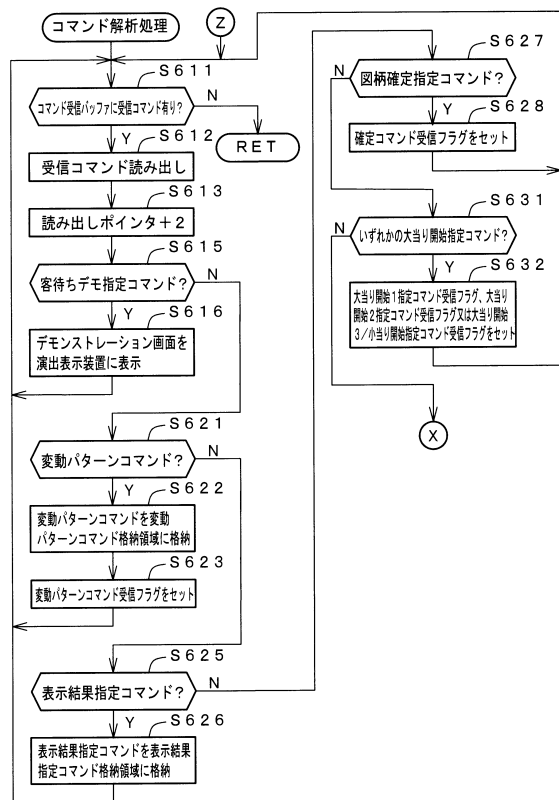 コマンド解析処理
Z
S611
コマンド受信バッファに受信コマンド有り?
N
Y
RET
S612
受信コマンド読み出し
S613
読み出しポインタ+2
S615
客待ちデモ指定コマンド?
N
Y
S616
デモンストレーション画面を
演出表示装置に表示
S621
変動パターンコマンド?
N
Y
S622
変動パターンコマンドを変動
パターンコマンド格納領域に格納
S623
変動パターンコマンド受信フラグをセット
S625
表示結果指定コマンド?
N
Y
S626
表示結果指定コマンドを表示結果
指定コマンド格納領域に格納
S627
N
図柄確定指定コマンド?
Y
S628
確定コマンド受信フラグをセット
S631
N
いずれかの大当り開始指定コマンド?
Y
S632
大当り開始1指定コマンド受信フラグ、大当り
開始2指定コマンド受信フラグ又は大当り開始
3/小当り開始指定コマンド受信フラグをセット
X